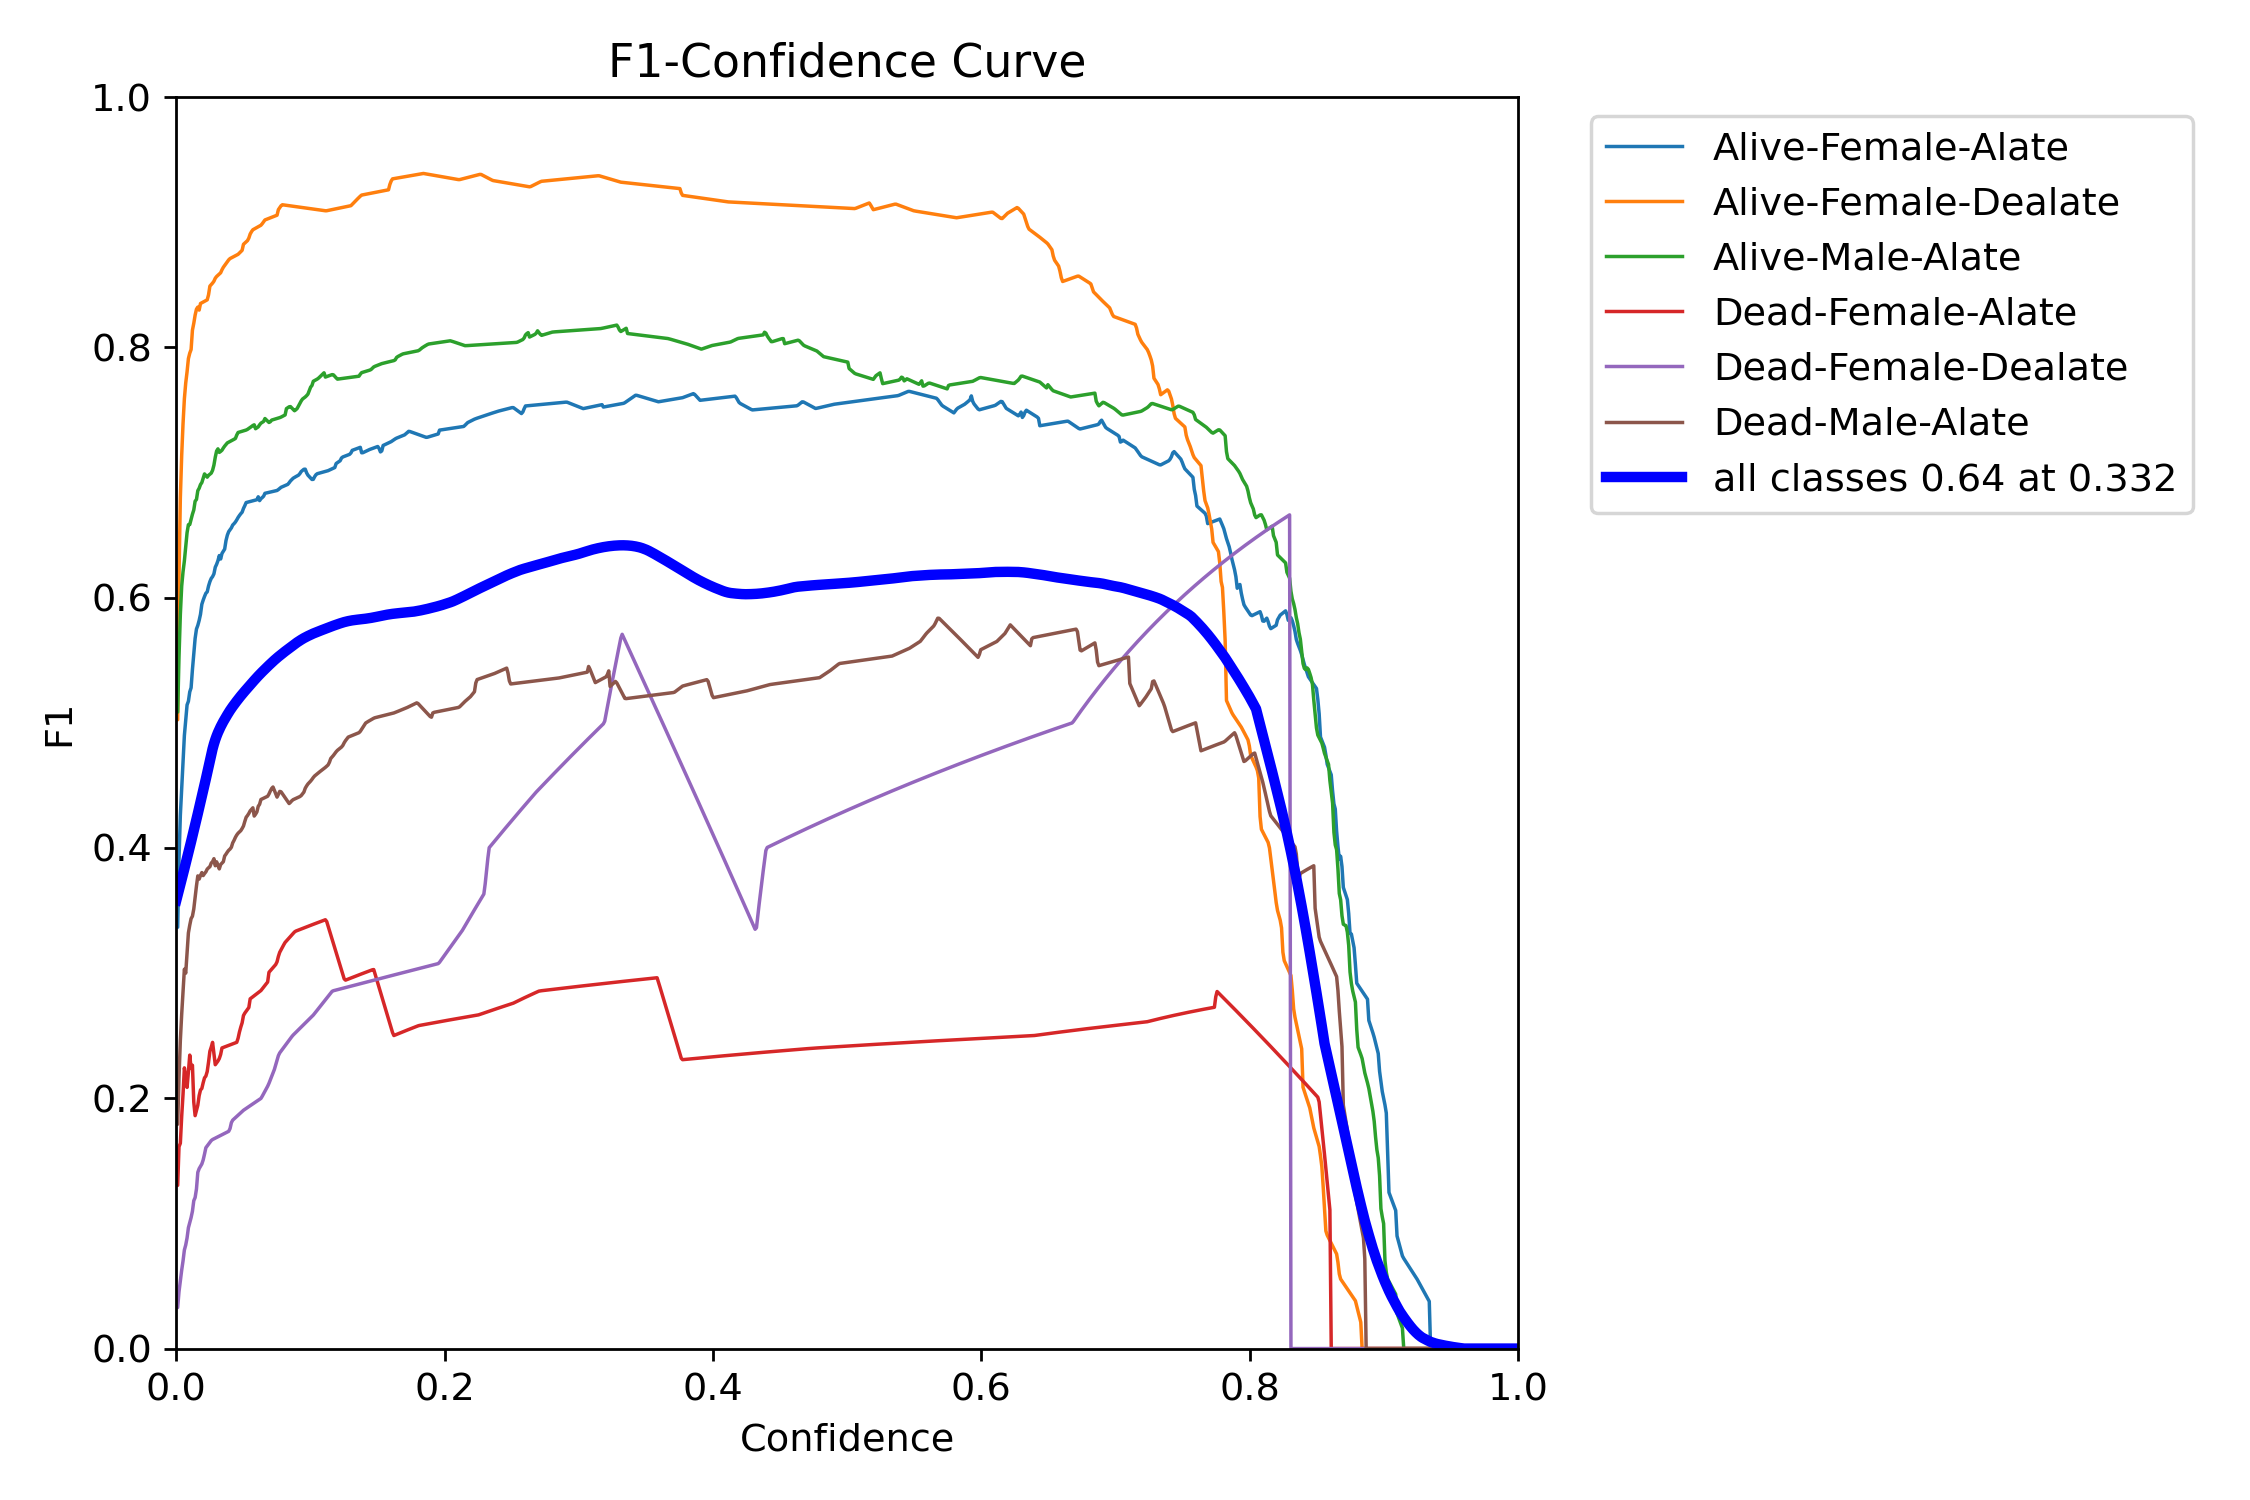 F1-Confidence Curve
1.0
0.8
0.6
0.4
0.2
0.0
F1
0.0 0.2 0.4 0.6 0.8 1.0
Confidence
Alive-Female-Alate
Alive-Female-Dealate
Alive-Male-Alate
Dead-Female-Alate
Dead-Female-Dealate
Dead-Male-Alate
all classes 0.64 at 0.332